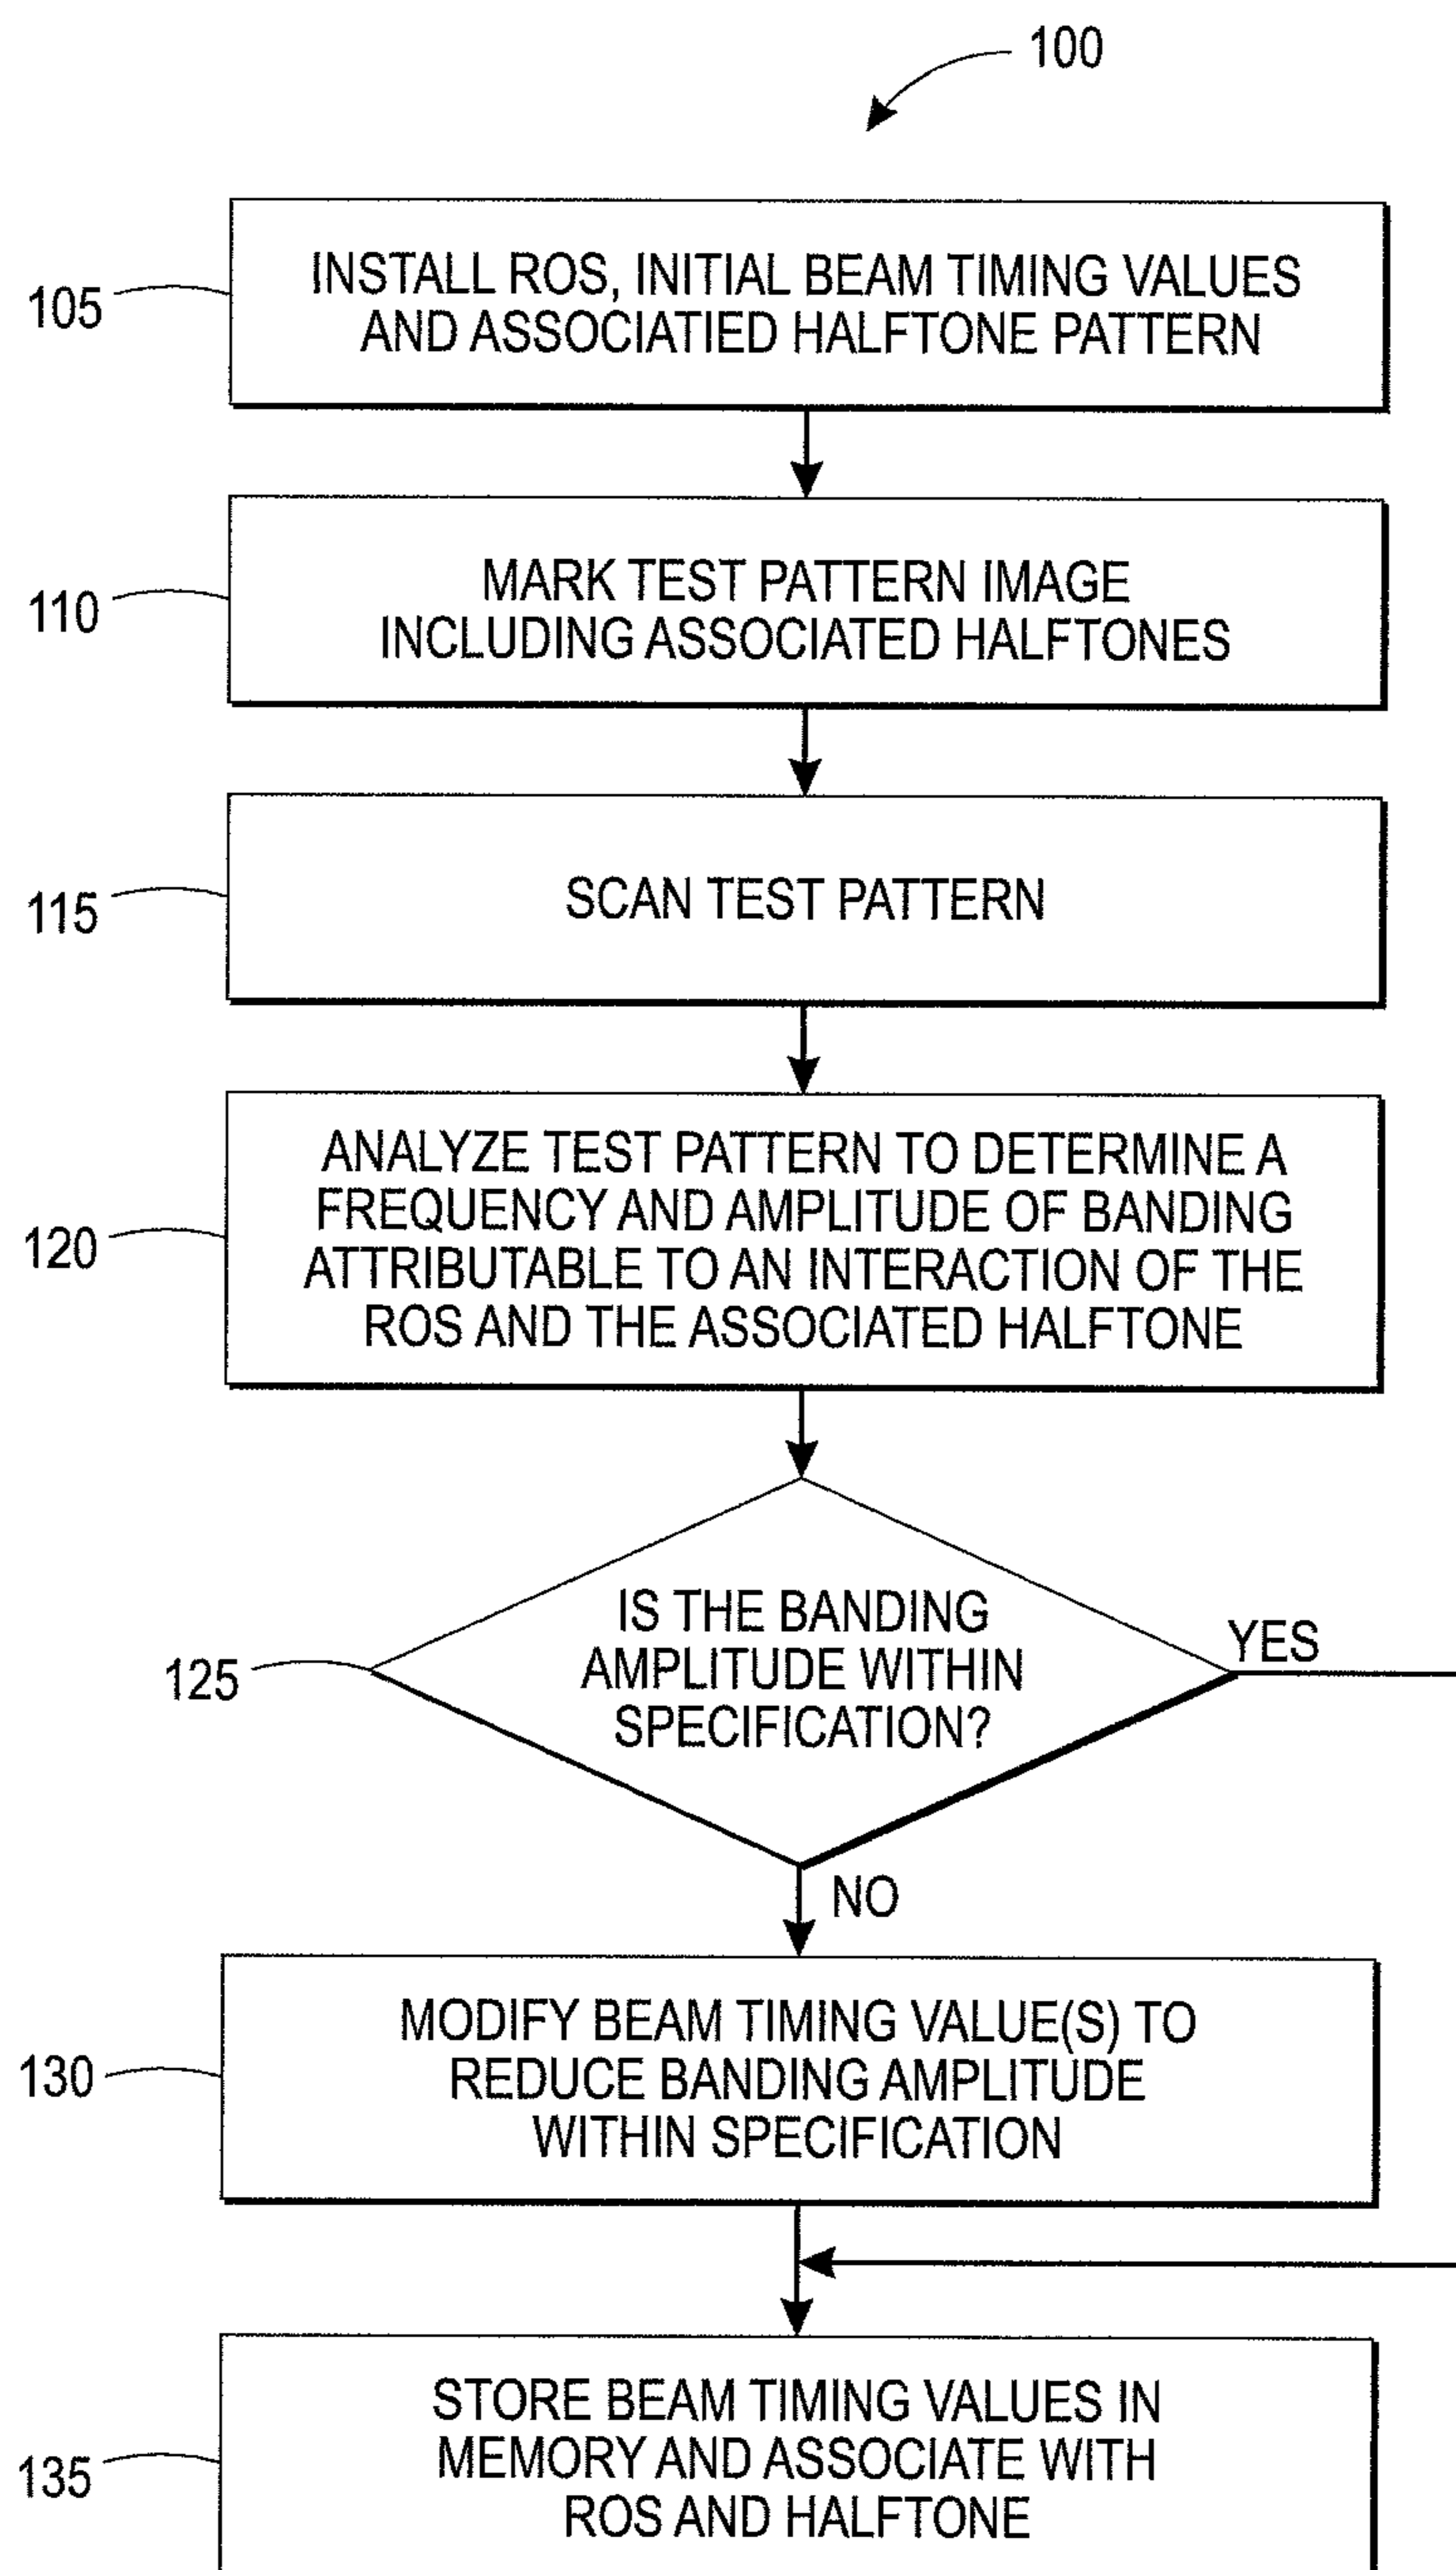 100
105
INSTALL ROS, INITIAL BEAM TIMING VALUES
AND ASSOCIATIED HALFTONE PATTERN
110
MARK TEST PATTERN IMAGE
INCLUDING ASSOCIATED HALFTONES
115
SCAN TEST PATTERN
120
ANALYZE TEST PATTERN TO DETERMINE A
FREQUENCY AND AMPLITUDE OF BANDING
ATTRIBUTABLE TO AN INTERACTION OF THE
ROS AND THE ASSOCIATED HALFTONE
125
IS THE BANDING
AMPLITUDE WITHIN
SPECIFICATION?
YES
NO
130
MODIFY BEAM TIMING VALUE(S) TO
REDUCE BANDING AMPLITUDE
WITHIN SPECIFICATION
135
STORE BEAM TIMING VALUES IN
MEMORY AND ASSOCIATE WITH
ROS AND HALFTONE